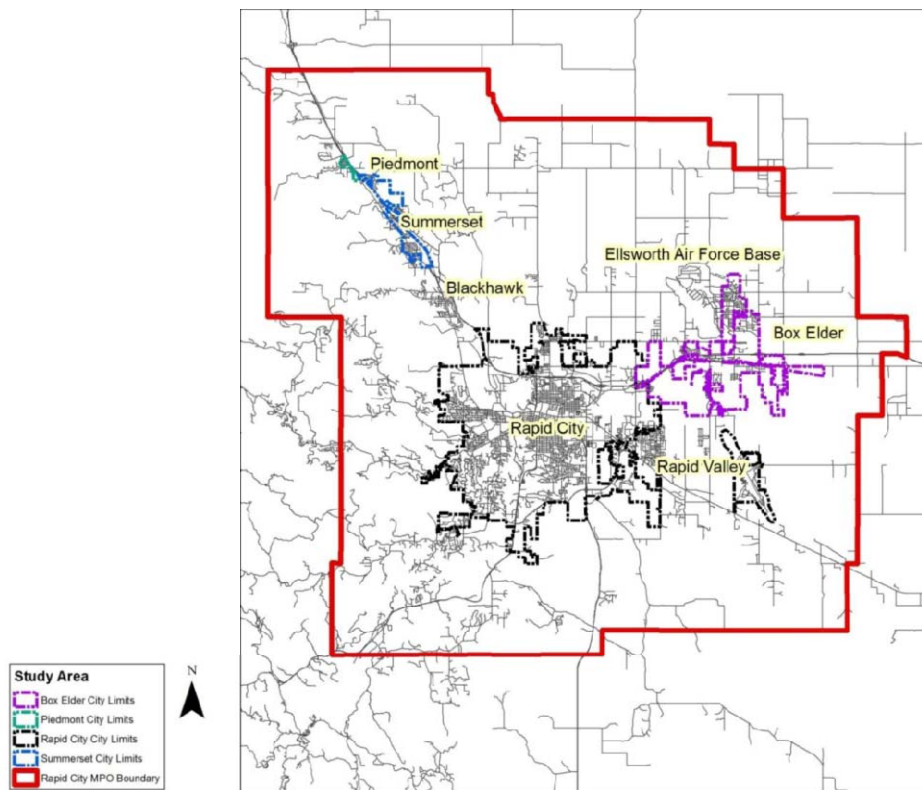 Piedmont
Summerset
Ellsworth Air Force Base
Blackhawk
Box Elder
Rapid City
Rapid Valley
N
Study Area
Box Elder City Limits
Piedmont City Limits
Rapid City City Limits
Summerset City Limits
Rapid City MPO Boundary